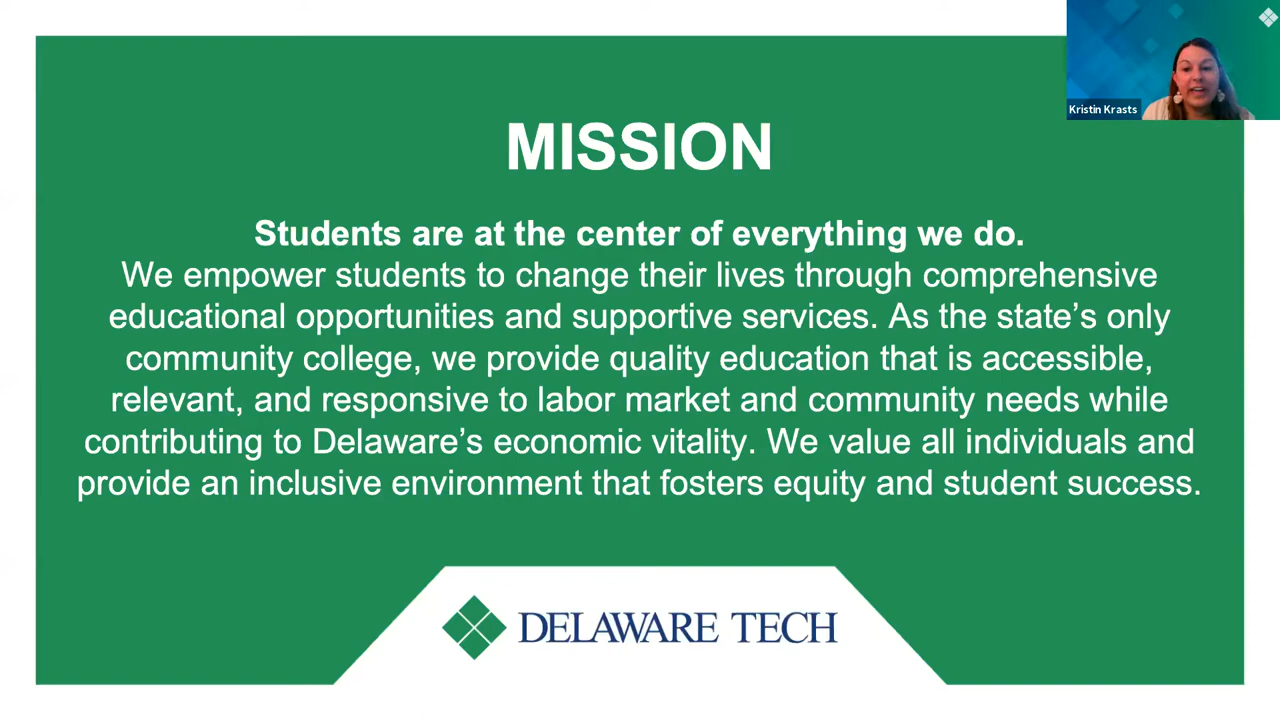 Kristin Krasts
MISSION
Students are at the center of everything we do.
We empower students to change their lives through comprehensive
educational opportunities and supportive services. As the state’s only
community college, we provide quality education that is accessible,
relevant, and responsive to labor market and community needs while
contributing to Delaware’s economic vitality. We value all individuals and
provide an inclusive environment that fosters equity and student success.
DELAWARE TECH